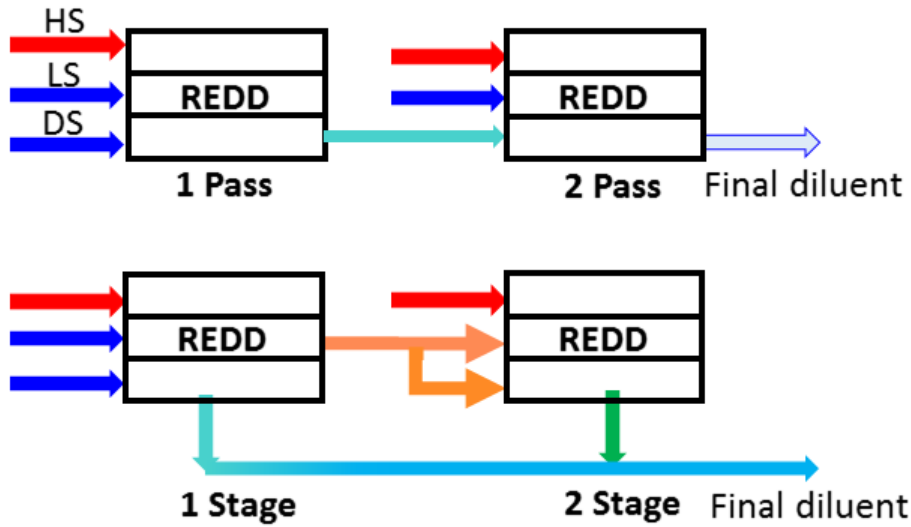 HS
LS
DS
REDD
REDD
1 Pass
2 Pass
Final diluent
REDD
REDD
1 Stage
2 Stage
Final diluent